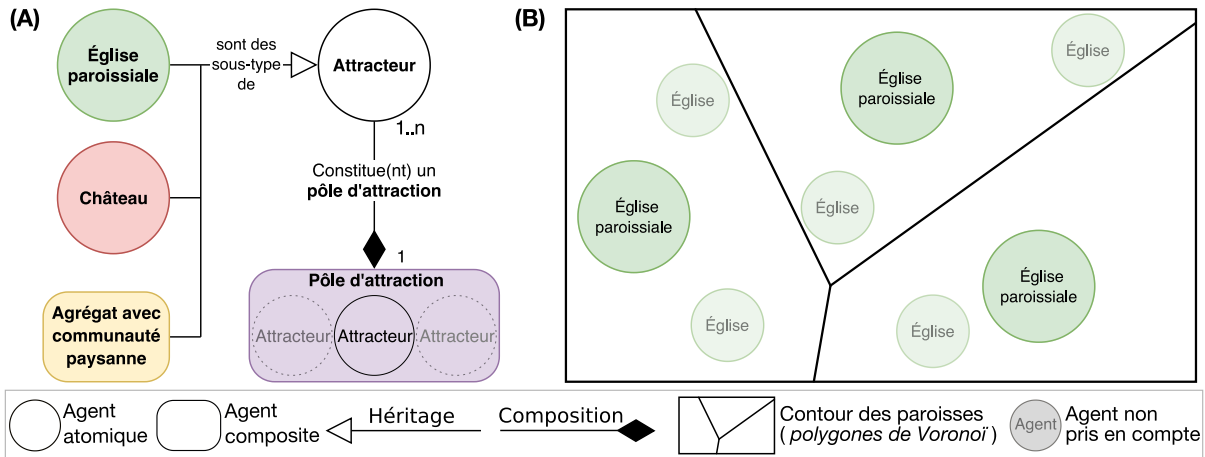 (A)
Église
paroissiale
sont des
sous-type
de
Attracteur
1..n
Château
Constitue(nt) un
pôle d'attraction
1
Agrégat avec
communauté
paysanne
Pôle d'attraction
Attracteur
Attracteur
Attracteur
(B)
Église
Église
paroissiale
Église
Église
paroissiale
Église
Église
paroissiale
Église
Église
Agent
atomique
Agent
composite
Héritage
Composition
Contour des paroisses
(polygones de Voronoï)
Agent
Agent non
pris en compte